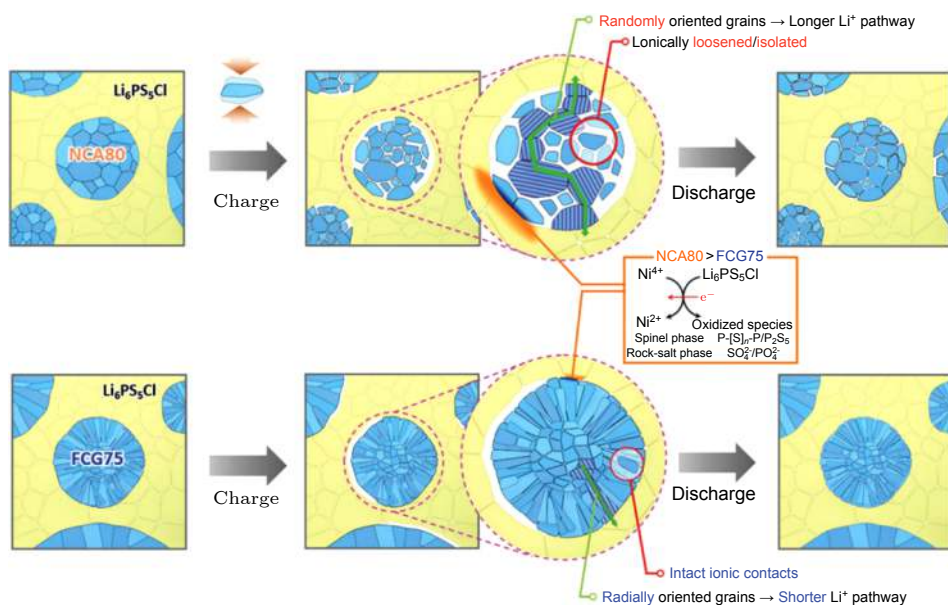 Randomly oriented grains → Longer Li⁺ pathway
Lonically loosened/isolated
Li₆PS₅Cl
NCA80
Charge
Discharge
NCA80 > FCG75
Ni⁴⁺ Li₆PS₅Cl
e⁻
Ni²⁺ Oxidized species
Spinel phase P-[S]ₙ-P/P₂S₅
Rock-salt phase SO₄²⁻/PO₄²⁻
Li₆PS₅Cl
FCG75
Charge
Discharge
Intact ionic contacts
Radially oriented grains → Shorter Li⁺ pathway